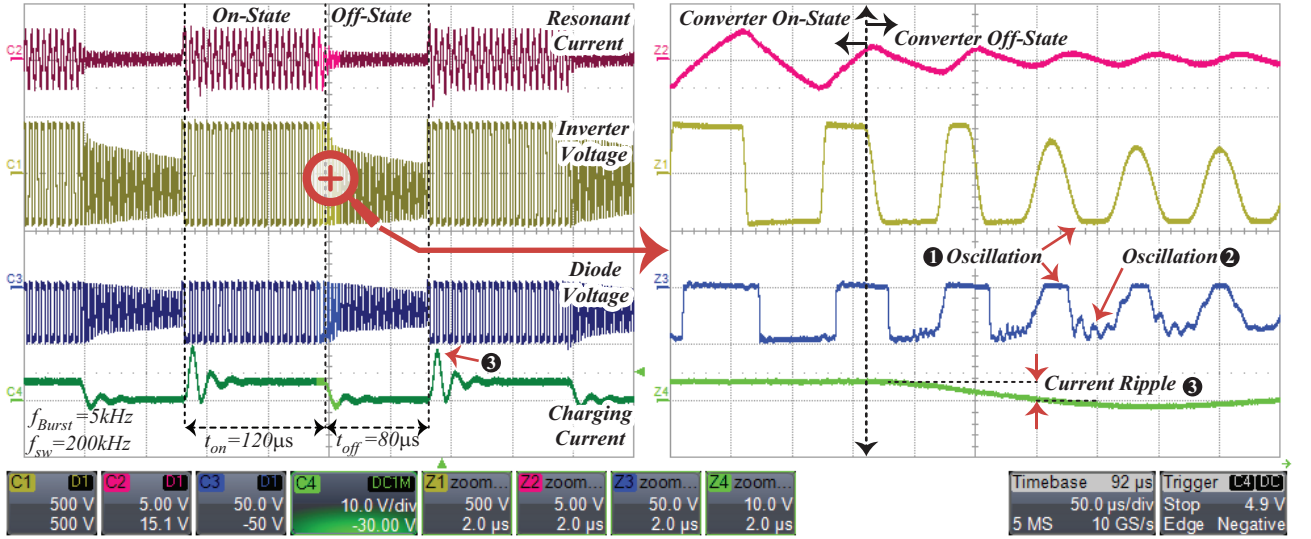 On-State
Off-State
Resonant
Current
C2
Inverter
Voltage
C1
Diode
Voltage
C3
❸
C4
Charging
Current
f_Burst=5kHz
f_sw=200kHz
t_on=120µs
t_off=80µs
Converter On-State
Converter Off-State
Z2
Z1
❶ Oscillation
Oscillation ❷
Z3
Current Ripple ❸
Z4
C1 D1
500 V
500 V
C2 D1
5.00 V
15.1 V
C3 D1
50.0 V
-50 V
C4 DC1M
10.0 V/div
-30.00 V
Z1 zoom...
500 V
2.0 µs
Z2 zoom...
5.00 V
2.0 µs
Z3 zoom...
50.0 V
2.0 µs
Z4 zoom...
10.0 V
2.0 µs
Timebase 92 µs
50.0 µs/div
5 MS 10 GS/s
Trigger C4 DC
Stop 4.9 V
Edge Negative